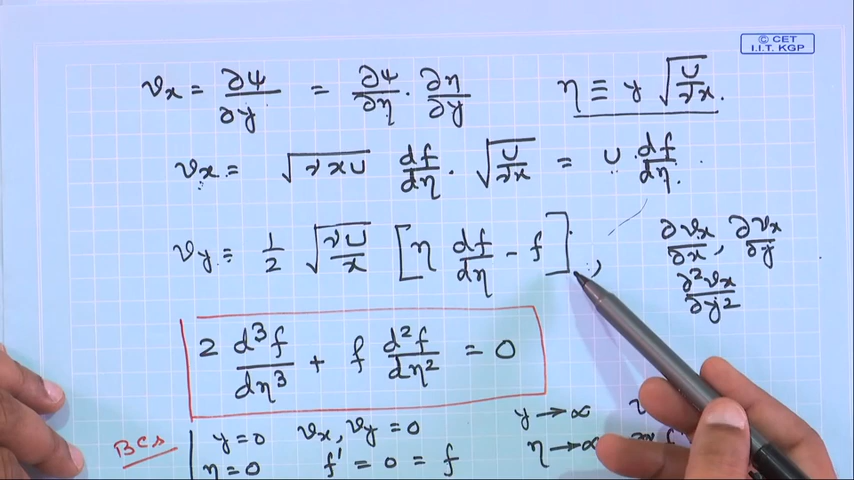 © CET
I.I.T. KGP
vx = ∂ψ/∂y = ∂ψ/∂η · ∂η/∂y η ≡ y √(U/νx).
vx = √(νxU) df/dη · √(U/νx) = U · df/dη.
vy = 1/2 √(νU/x) [η df/dη - f],
∂vx/∂x, ∂vx/∂y
∂²vx/∂y²
2 d³f/dη³ + f d²f/dη² = 0
BCs y=0 vx, vy = 0 y → ∞
η=0 f' = 0 = f η → ∞